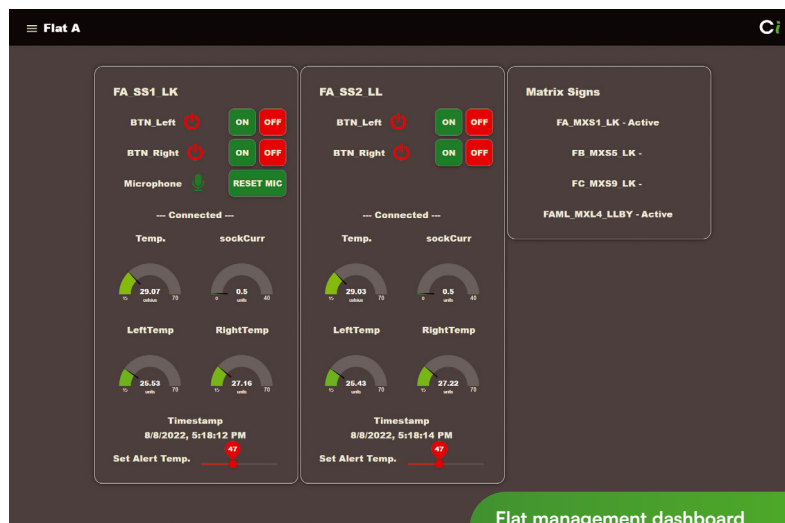 Flat A
Ci
FA_SS1_LK
BTN_Left ON OFF
BTN_Right ON OFF
Microphone RESET MIC
--- Connected ---
Temp. sockCurr
29.07 0.5
15 celsius 70 0 units 40
LeftTemp RightTemp
25.53 27.16
15 units 70 15 units 70
Timestamp
8/8/2022, 5:18:12 PM
47
Set Alert Temp.
FA_SS2_LL
BTN_Left ON OFF
BTN_Right ON OFF
--- Connected ---
Temp. sockCurr
29.03 0.5
15 celsius 70 0 units 40
LeftTemp RightTemp
25.43 27.22
15 units 70 15 units 70
Timestamp
8/8/2022, 5:18:14 PM
47
Set Alert Temp.
Matrix Signs
FA_MXS1_LK - Active
FB_MXS5_LK -
FC_MXS9_LK -
FAML_MXL4_LLBY - Active
Flat management dashboard